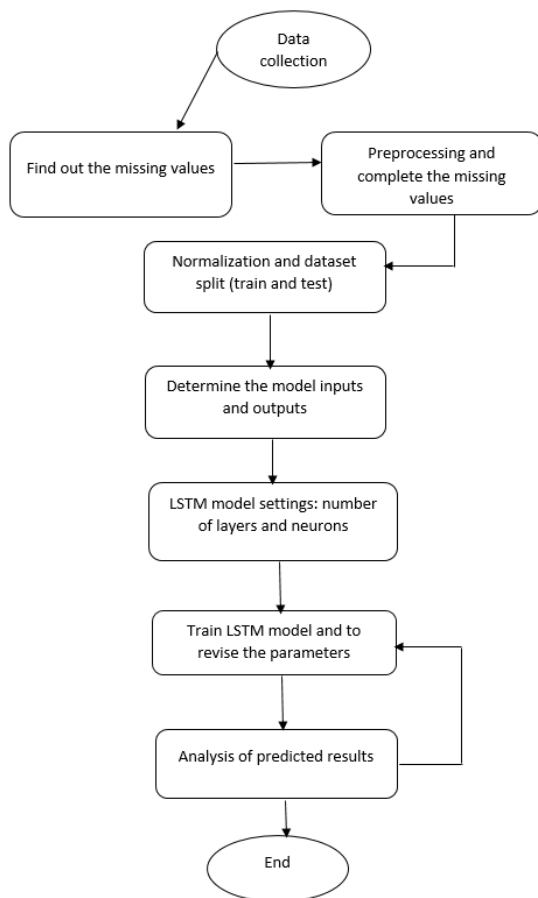 Data
collection
Find out the missing values
Preprocessing and
complete the missing
values
Normalization and dataset
split (train and test)
Determine the model inputs
and outputs
LSTM model settings: number
of layers and neurons
Train LSTM model and to
revise the parameters
Analysis of predicted results
End